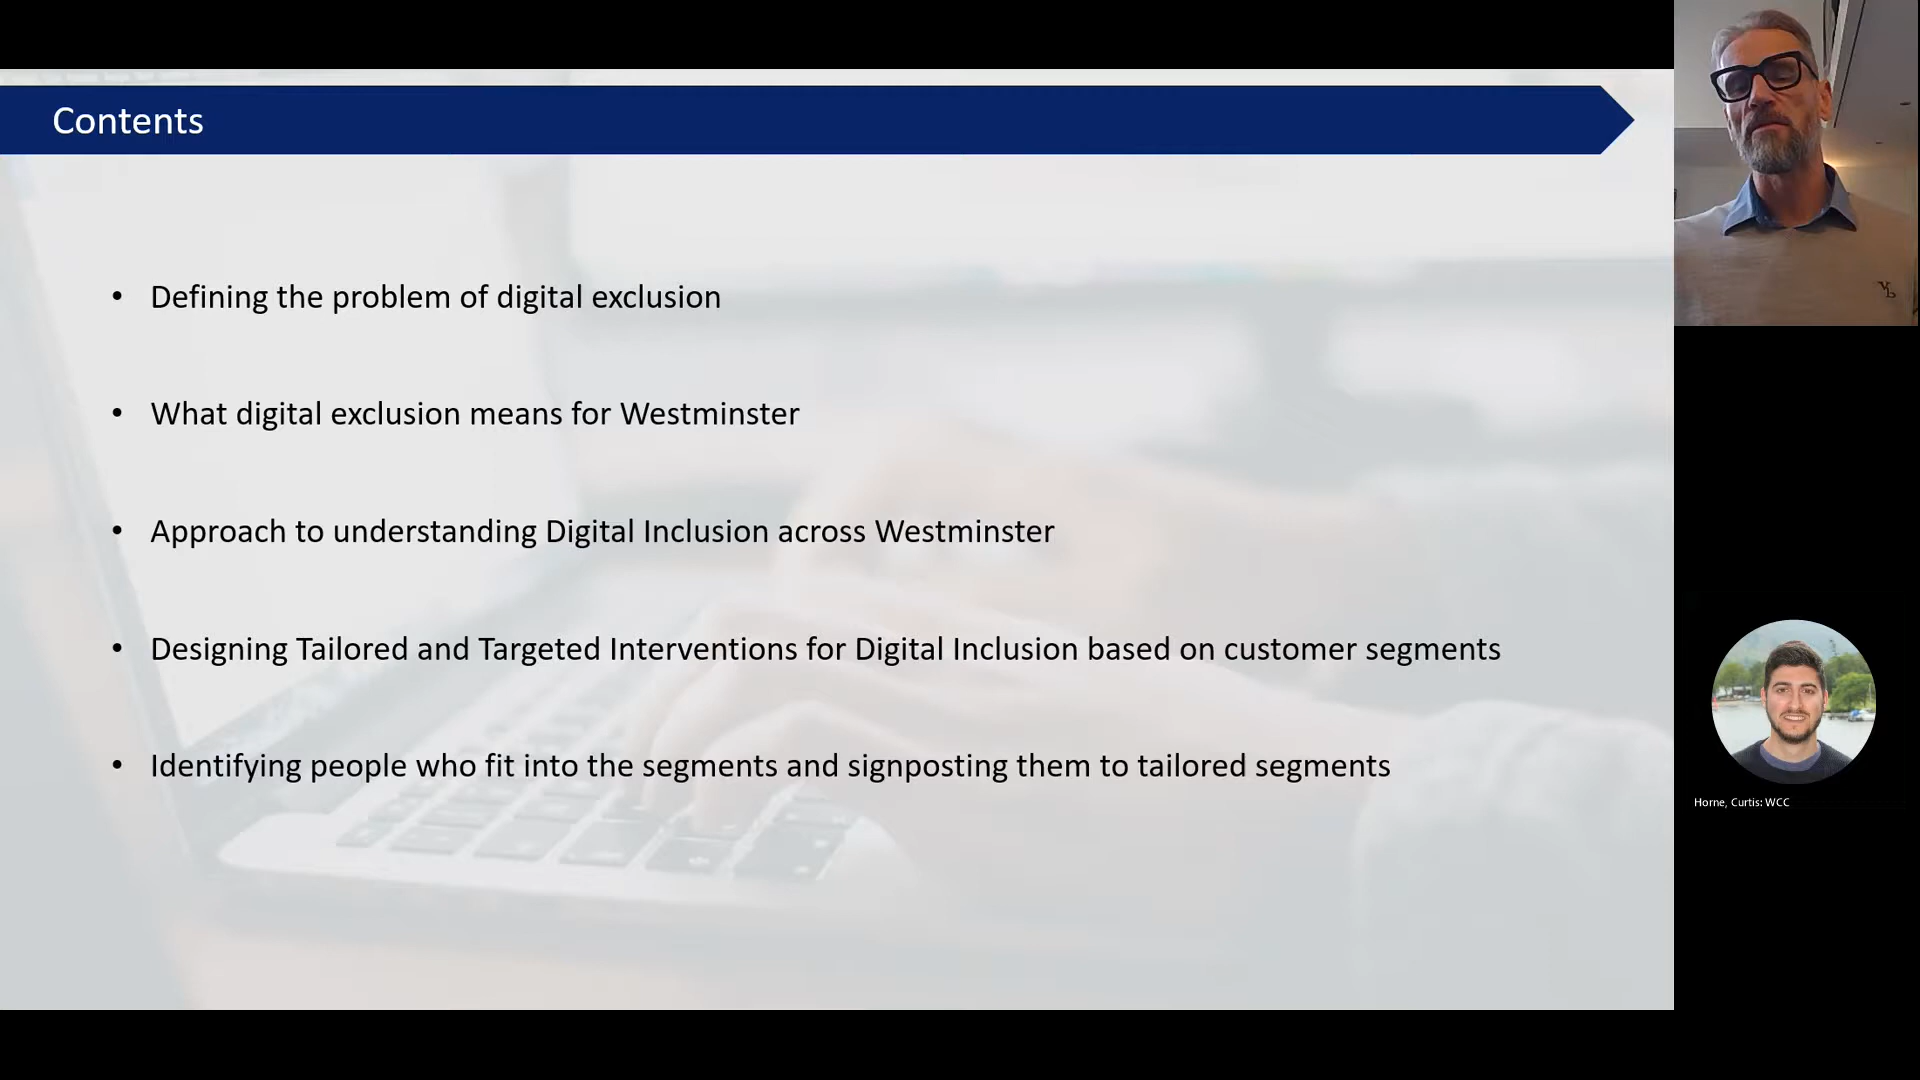 Contents
• Defining the problem of digital exclusion
• What digital exclusion means for Westminster
• Approach to understanding Digital Inclusion across Westminster
• Designing Tailored and Targeted Interventions for Digital Inclusion based on customer segments
• Identifying people who fit into the segments and signposting them to tailored segments
Horne, Curtis: WCC